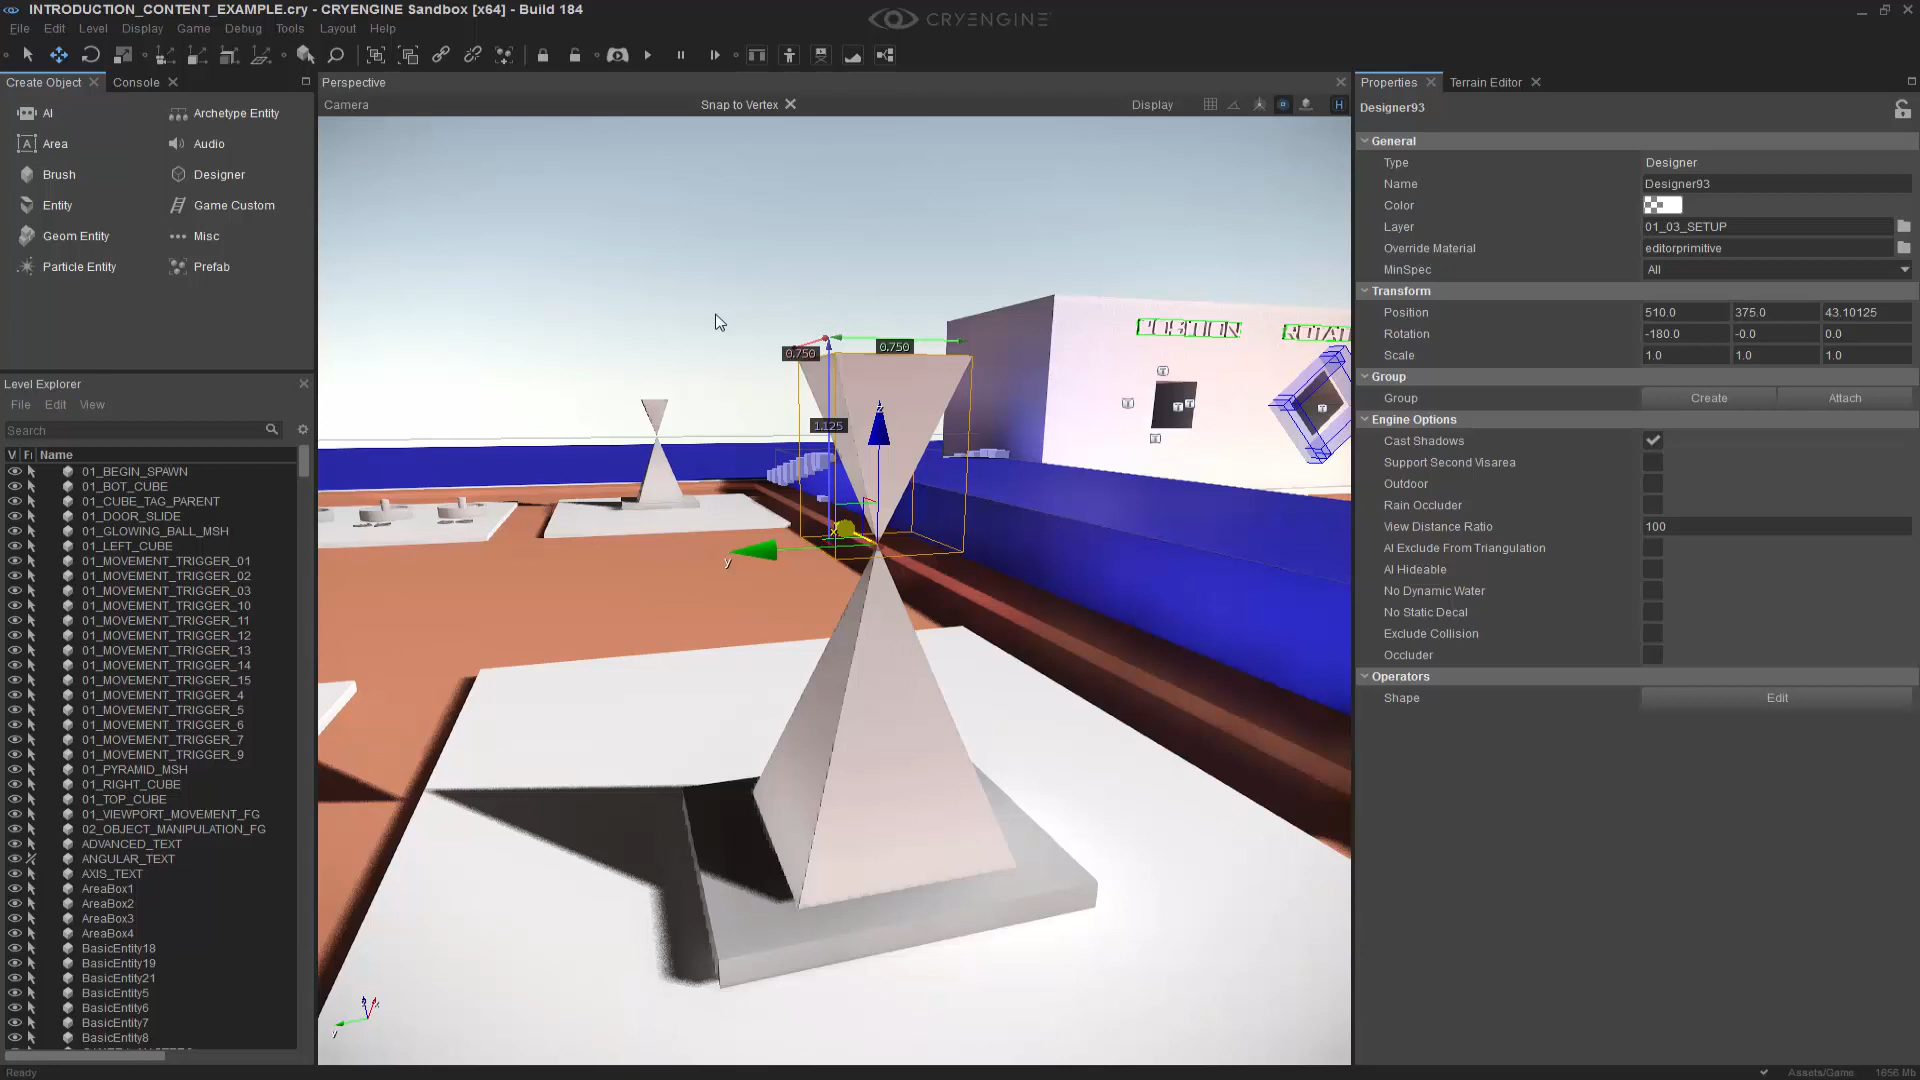 INTRODUCTION_CONTENT_EXAMPLE.cry - CRYENGINE Sandbox [x64] - Build 184
CRYENGINE
File Edit Level Display Game Debug Tools Layout Help
Create Object
Console
AI
Archetype Entity
Area
Audio
Brush
Designer
Entity
Game Custom
Geom Entity
Misc
Particle Entity
Prefab
Level Explorer
File Edit View
Search
V Fi Name
01_BEGIN_SPAWN
01_BOT_CUBE
01_CUBE_TAG_PARENT
01_DOOR_SLIDE
01_GLOWING_BALL_MSH
01_LEFT_CUBE
01_MOVEMENT_TRIGGER_01
01_MOVEMENT_TRIGGER_02
01_MOVEMENT_TRIGGER_03
01_MOVEMENT_TRIGGER_10
01_MOVEMENT_TRIGGER_11
01_MOVEMENT_TRIGGER_12
01_MOVEMENT_TRIGGER_13
01_MOVEMENT_TRIGGER_14
01_MOVEMENT_TRIGGER_15
01_MOVEMENT_TRIGGER_4
01_MOVEMENT_TRIGGER_5
01_MOVEMENT_TRIGGER_6
01_MOVEMENT_TRIGGER_7
01_MOVEMENT_TRIGGER_9
01_PYRAMID_MSH
01_RIGHT_CUBE
01_TOP_CUBE
01_VIEWPORT_MOVEMENT_FG
02_OBJECT_MANIPULATION_FG
ADVANCED_TEXT
ANGULAR_TEXT
AXIS_TEXT
AreaBox1
AreaBox2
AreaBox3
AreaBox4
BasicEntity18
BasicEntity19
BasicEntity21
BasicEntity5
BasicEntity6
BasicEntity7
BasicEntity8
Ready
Perspective
Camera
Snap to Vertex
Display
H
POSITION
0.750
0.750
1.125
z
x
y
y
Properties
Terrain Editor
Designer93
General
Type Designer
Name Designer93
Color
Layer 01_03_SETUP
Override Material editorprimitive
MinSpec All
Transform
Position 510.0 375.0 43.10125
Rotation -180.0 -0.0 0.0
Scale 1.0 1.0 1.0
Group
Group Create Attach
Engine Options
Cast Shadows
Support Second Visarea
Outdoor
Rain Occluder
View Distance Ratio 100
AI Exclude From Triangulation
AI Hideable
No Dynamic Water
No Static Decal
Exclude Collision
Occluder
Operators
Shape Edit
Assets/Game 1656 Mb